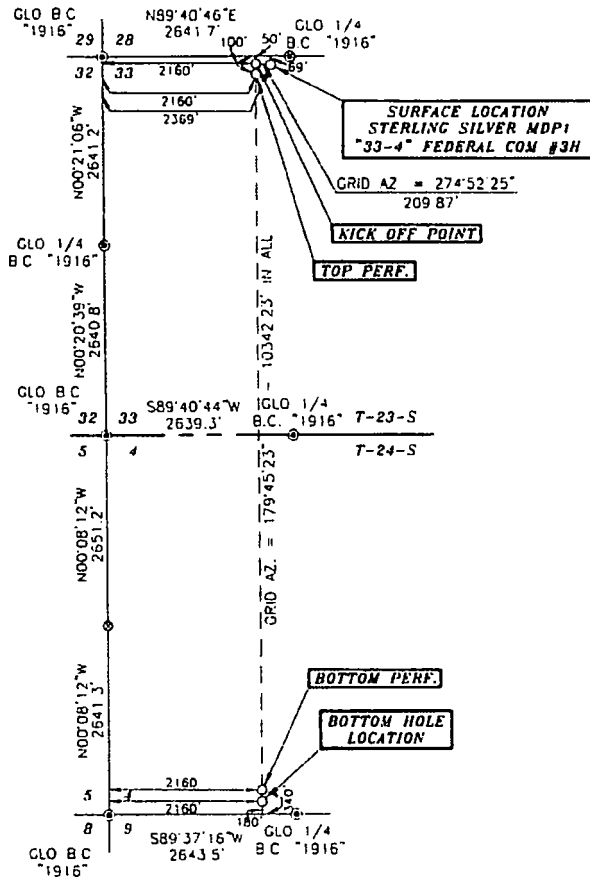 GLO B C
"1916"
N99°40'46"E
2641 7'
GLO 1/4
B.C "1916"
29 28
32 33
100'
50'
69'
2160'
2160'
2369'
SURFACE LOCATION
STERLING SILVER MDP1
"33-4" FEDERAL COM #3H
GRID AZ = 274°52'25"
209 87'
KICK OFF POINT
TOP PERF.
N00°21'06"W
2641 2'
GLO 1/4
B C "1916"
N00°20'39"W
2640 8'
GLO B C
"1916"
S89°40'44"W
2639.3'
GLO 1/4
B.C. "1916"
T-23-S
T-24-S
32 33
5 4
GRID AZ. = 179°45'23" - 10342 23' IN ALL
N00°08'12"W
2651.2'
N00°08'12"W
2641 3'
BOTTOM PERF.
BOTTOM HOLE
LOCATION
2160
2160'
180'
5
8 9
GLO B C
"1916"
S89°37'16"W
2643 5'
GLO 1/4
B C "1916"